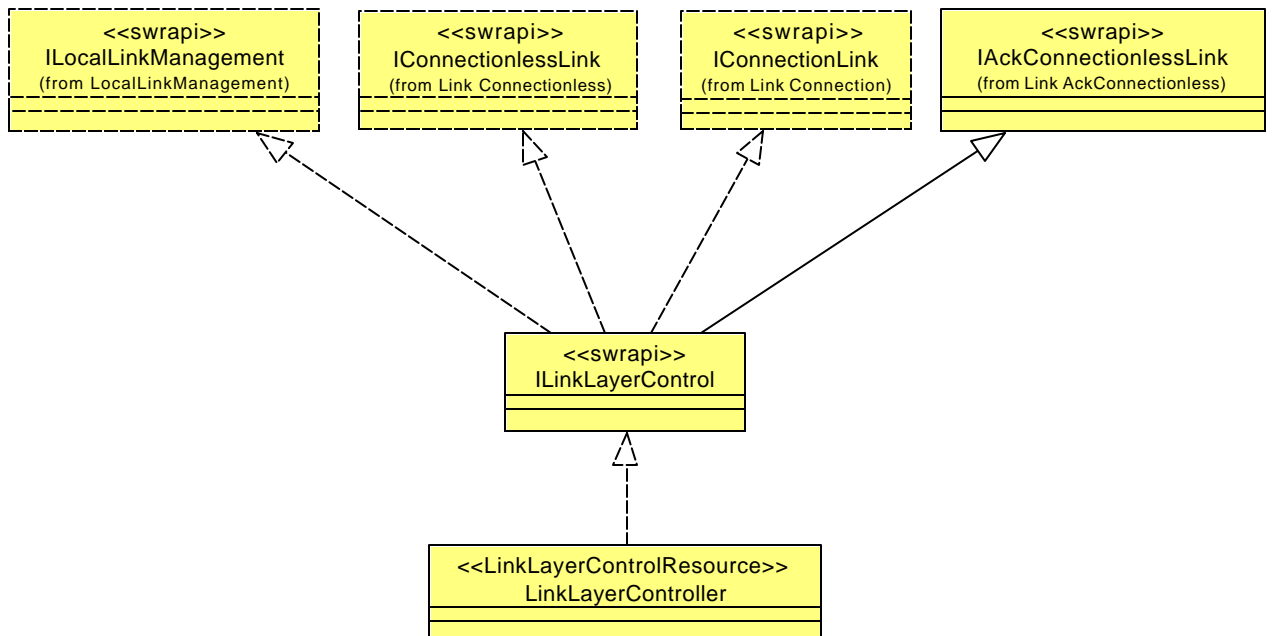 <<swrapi>>
ILocalLinkManagement
(from LocalLinkManagement)
<<swrapi>>
IConnectionlessLink
(from Link Connectionless)
<<swrapi>>
IConnectionLink
(from Link Connection)
<<swrapi>>
IAckConnectionlessLink
(from Link AckConnectionless)
<<swrapi>>
ILinkLayerControl
<<LinkLayerControlResource>>
LinkLayerController